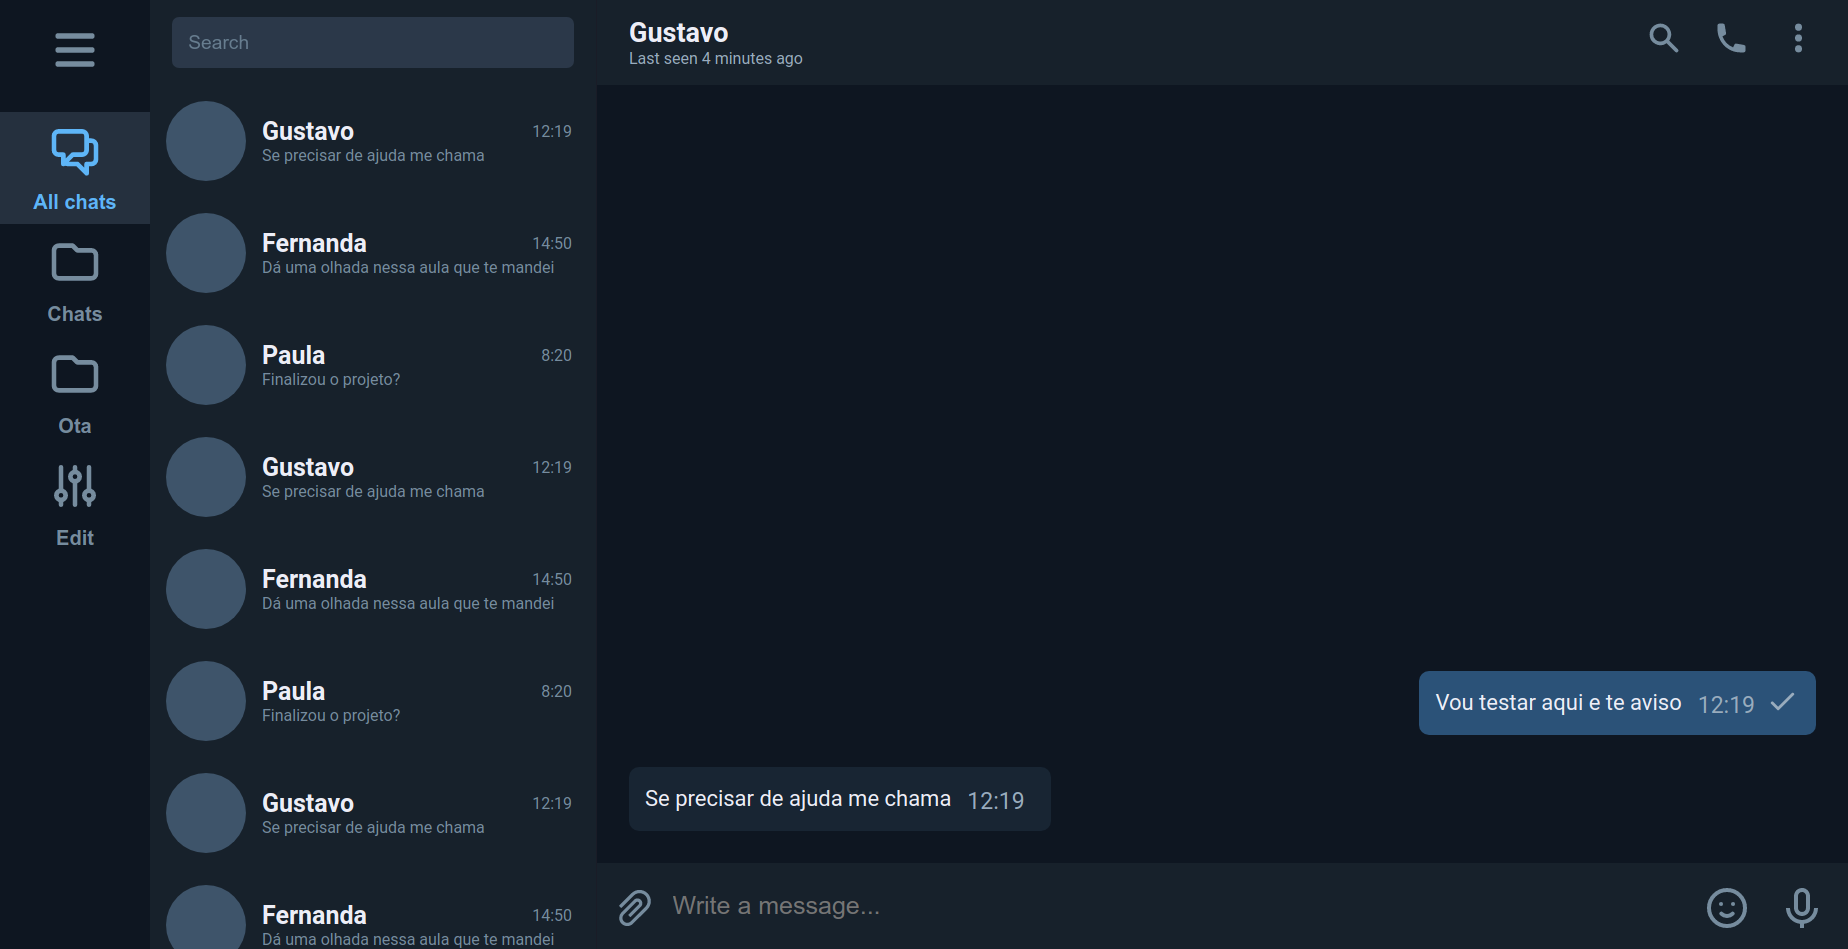 All chats
Chats
Ota
Edit
Search
Gustavo 12:19
Se precisar de ajuda me chama
Fernanda 14:50
Dá uma olhada nessa aula que te mandei
Paula 8:20
Finalizou o projeto?
Gustavo 12:19
Se precisar de ajuda me chama
Fernanda 14:50
Dá uma olhada nessa aula que te mandei
Paula 8:20
Finalizou o projeto?
Gustavo 12:19
Se precisar de ajuda me chama
Fernanda 14:50
Dá uma olhada nessa aula que te mandei
Gustavo
Last seen 4 minutes ago
Vou testar aqui e te aviso 12:19
Se precisar de ajuda me chama 12:19
Write a message...